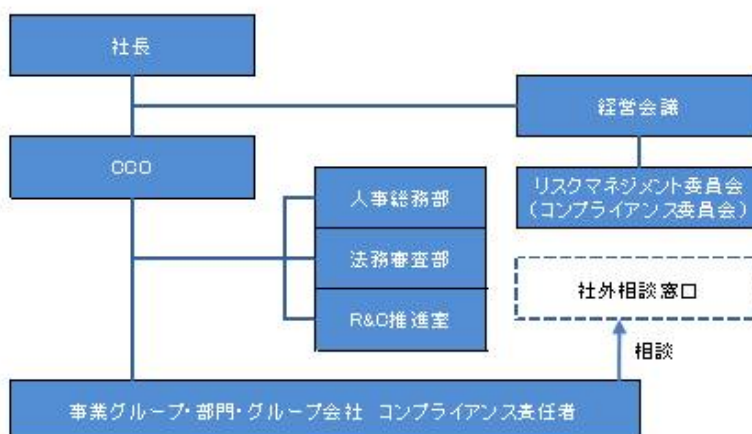 社長
経営会議
CCO
リスクマネジメント委員会
(コンプライアンス委員会)
人事総務部
法務審査部
R&C推進室
社外相談窓口
相談
事業グループ・部門・グループ会社 コンプライアンス責任者